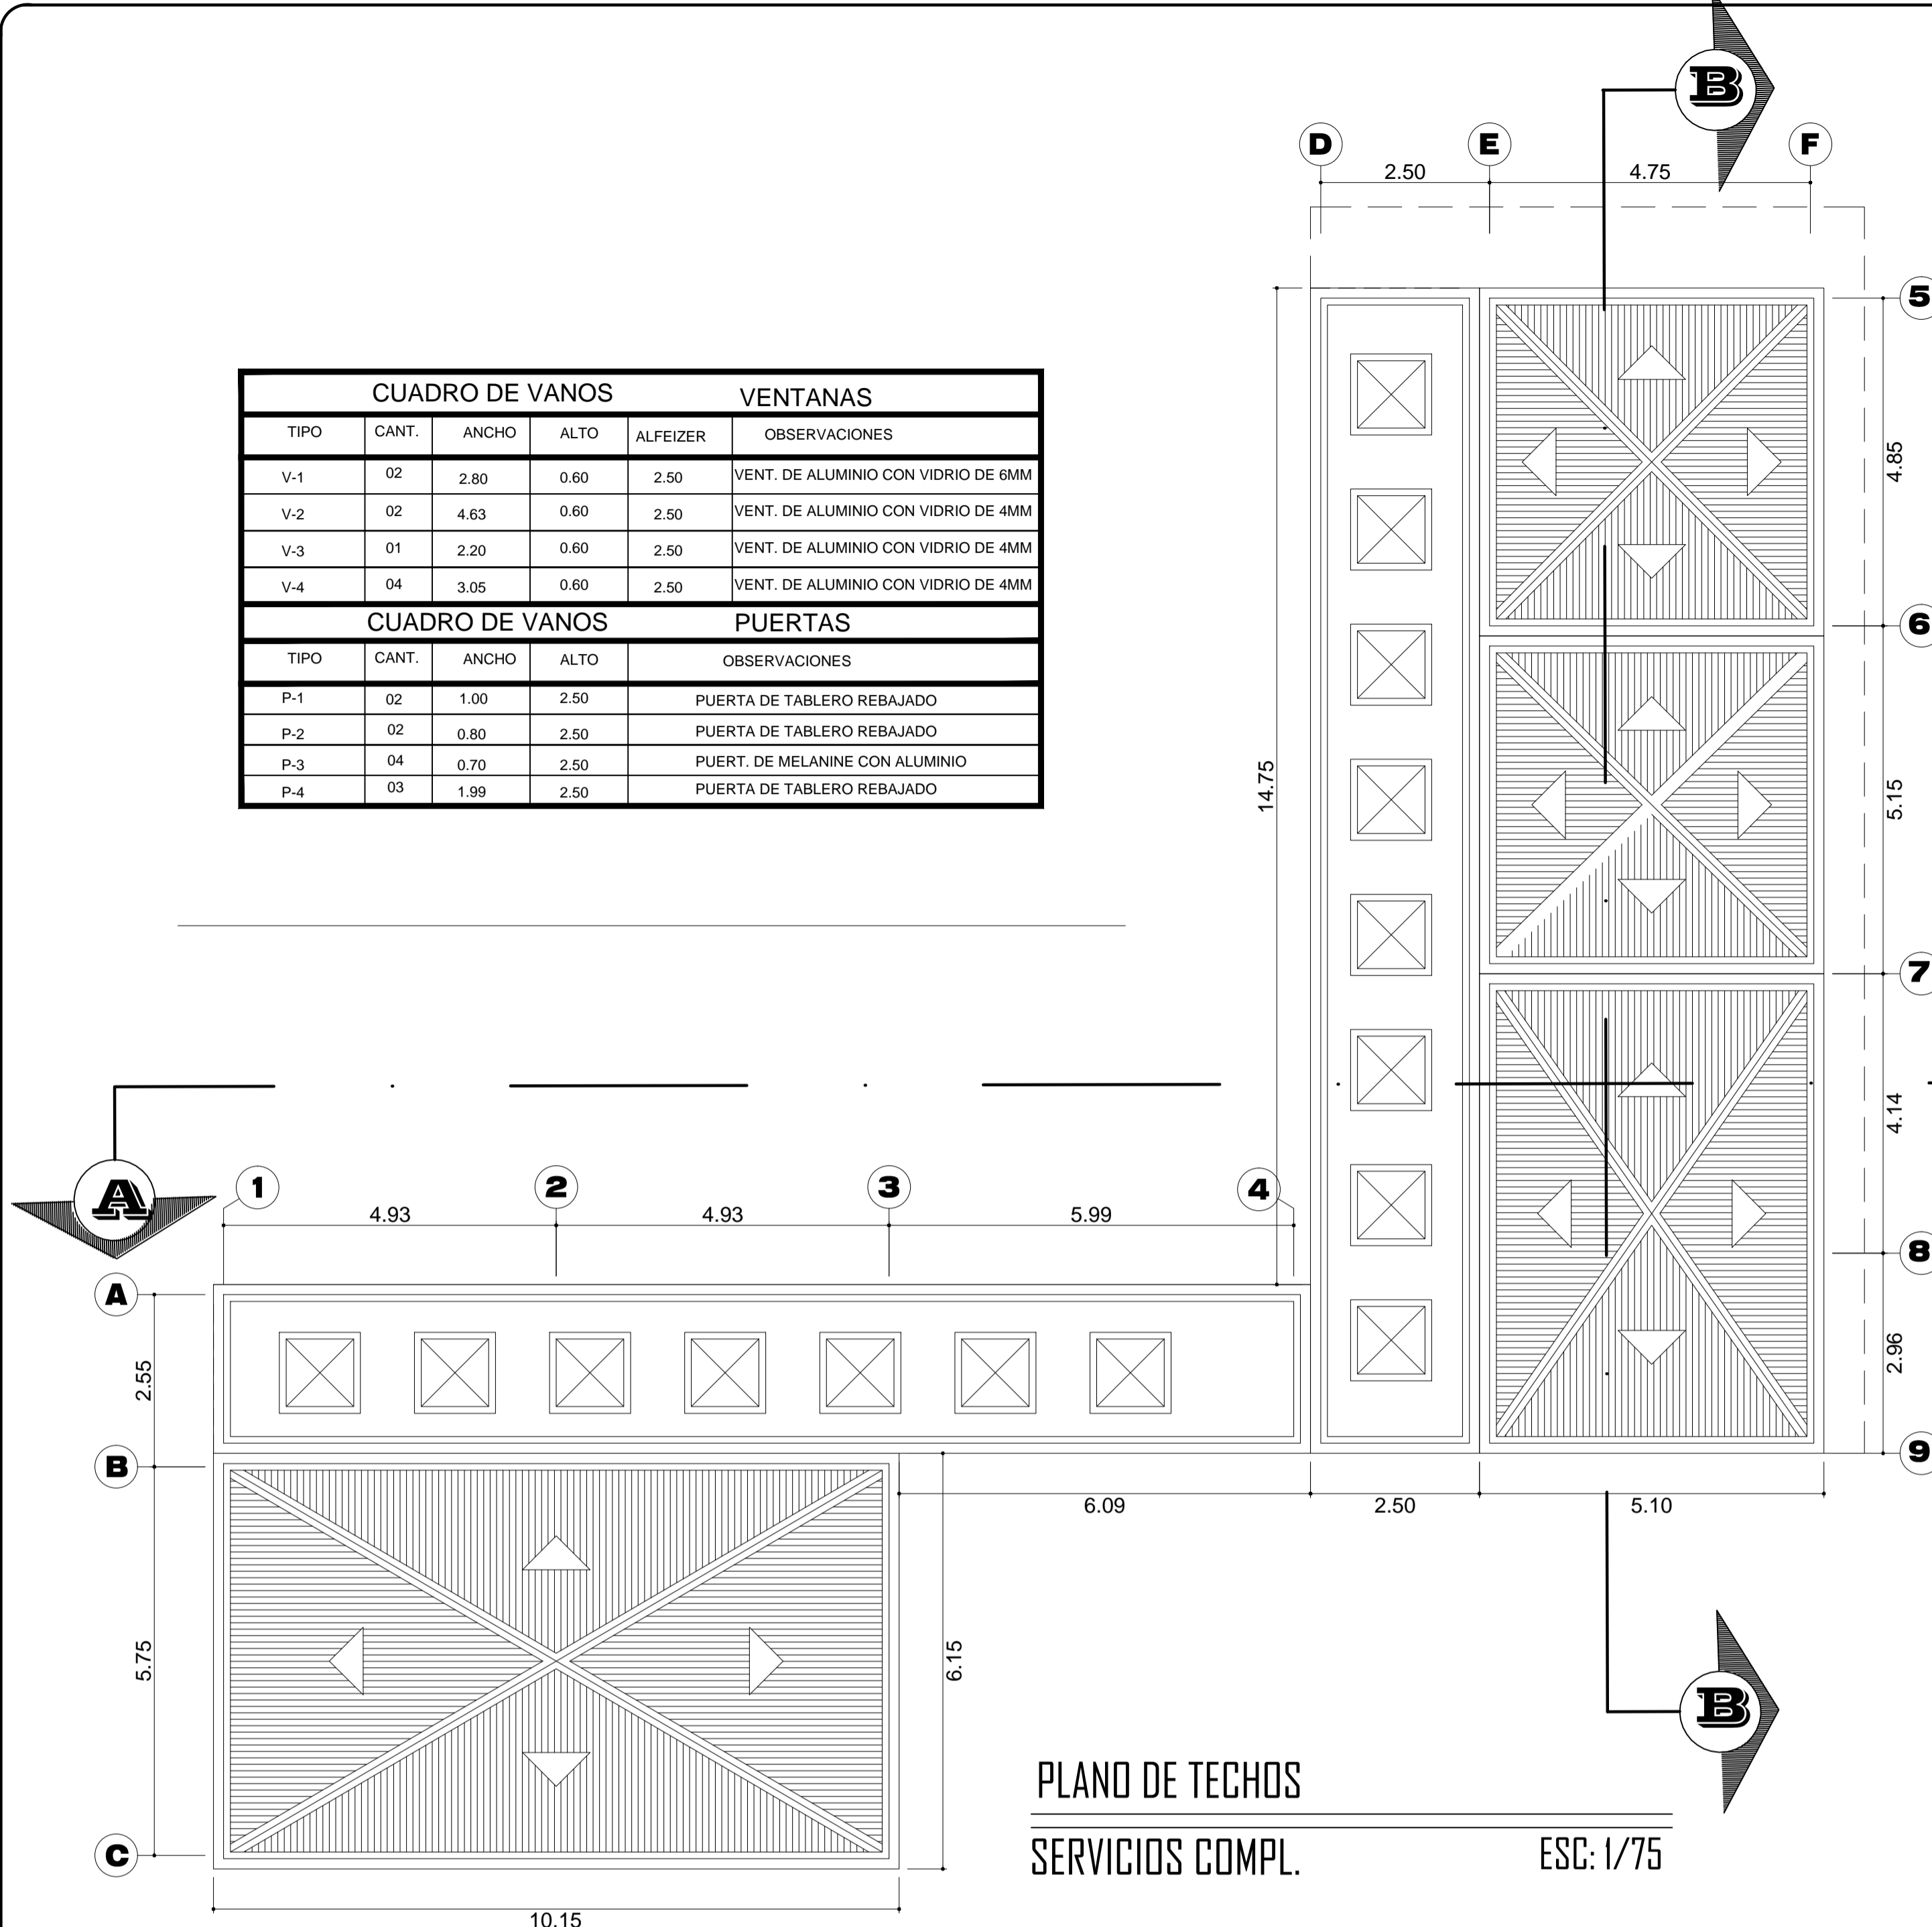 B
D E F
2.50 4.75
5
CUADRO DE VANOS VENTANAS
TIPO CANT. ANCHO ALTO ALFEIZER OBSERVACIONES
V-1 02 2.80 0.60 2.50 VENT. DE ALUMINIO CON VIDRIO DE 6MM
V-2 02 4.63 0.60 2.50 VENT. DE ALUMINIO CON VIDRIO DE 4MM
V-3 01 2.20 0.60 2.50 VENT. DE ALUMINIO CON VIDRIO DE 4MM
V-4 04 3.05 0.60 2.50 VENT. DE ALUMINIO CON VIDRIO DE 4MM
CUADRO DE VANOS PUERTAS
TIPO CANT. ANCHO ALTO OBSERVACIONES
P-1 02 1.00 2.50 PUERTA DE TABLERO REBAJADO
P-2 02 0.80 2.50 PUERTA DE TABLERO REBAJADO
P-3 04 0.70 2.50 PUERT. DE MELANINE CON ALUMINIO
P-4 03 1.99 2.50 PUERTA DE TABLERO REBAJADO
4.85
6
14.75
5.15
7
4.14
8
2.96
9
A
1 2 3 4
4.93 4.93 5.99
A
2.55
B
6.09 2.50 5.10
5.75
6.15
C
10.15
B
PLANO DE TECHOS
SERVICIOS COMPL. ESC: 1/75